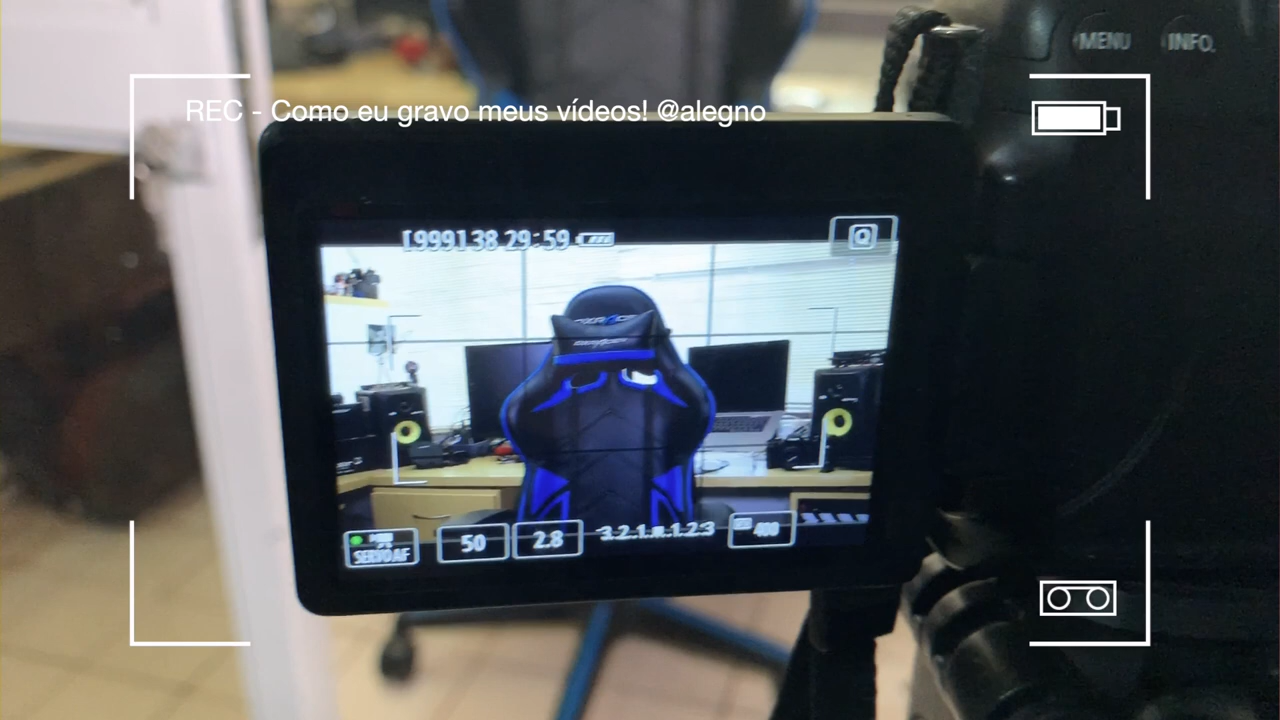 MENU INFO.
REC - Como eu gravo meus vídeos! @alegno
[999] 38 29:59
Q
SERVO AF
50
2.8
-3..2..1..0..1..2..:3
400